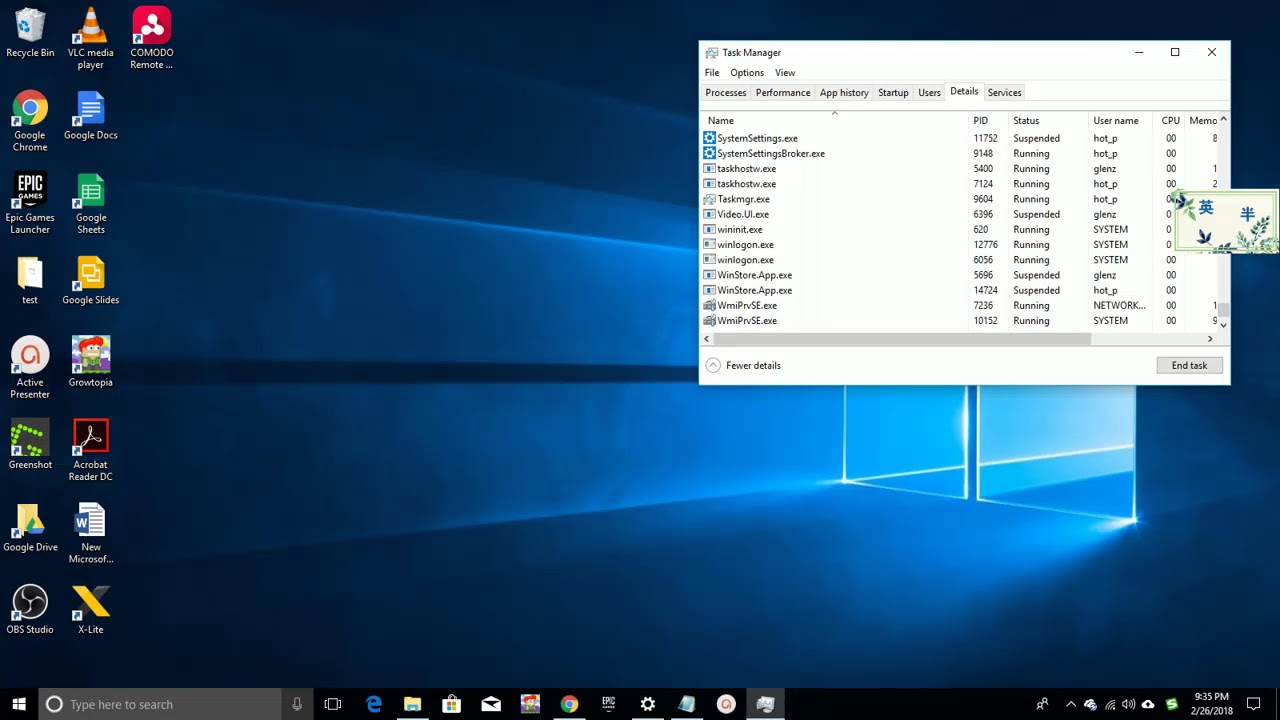 Recycle Bin
VLC media player
COMODO Remote ...
Google Chrome
Google Docs
EPIC GAMES
Epic Games Launcher
Google Sheets
test
Google Slides
Active Presenter
Growtopia
Greenshot
Acrobat Reader DC
Google Drive
New Microsof...
OBS Studio
X-Lite
Task Manager
File Options View
Processes Performance App history Startup Users Details Services
Name PID Status User name CPU Memo
SystemSettings.exe 11752 Suspended hot_p 00 8
SystemSettingsBroker.exe 9148 Running hot_p 00
taskhostw.exe 5400 Running glenz 00 1
taskhostw.exe 7124 Running hot_p 00 2
Taskmgr.exe 9604 Running hot_p
Video.UI.exe 6396 Suspended glenz
wininit.exe 620 Running SYSTEM
winlogon.exe 12776 Running SYSTEM
winlogon.exe 6056 Running SYSTEM
WinStore.App.exe 5696 Suspended glenz 00
WinStore.App.exe 14724 Suspended hot_p 00
WmiPrvSE.exe 7236 Running NETWORK... 00 1
WmiPrvSE.exe 10152 Running SYSTEM 00 9
英 半
Fewer details End task
Type here to search
EPIC
9:35 PM
2/26/2018